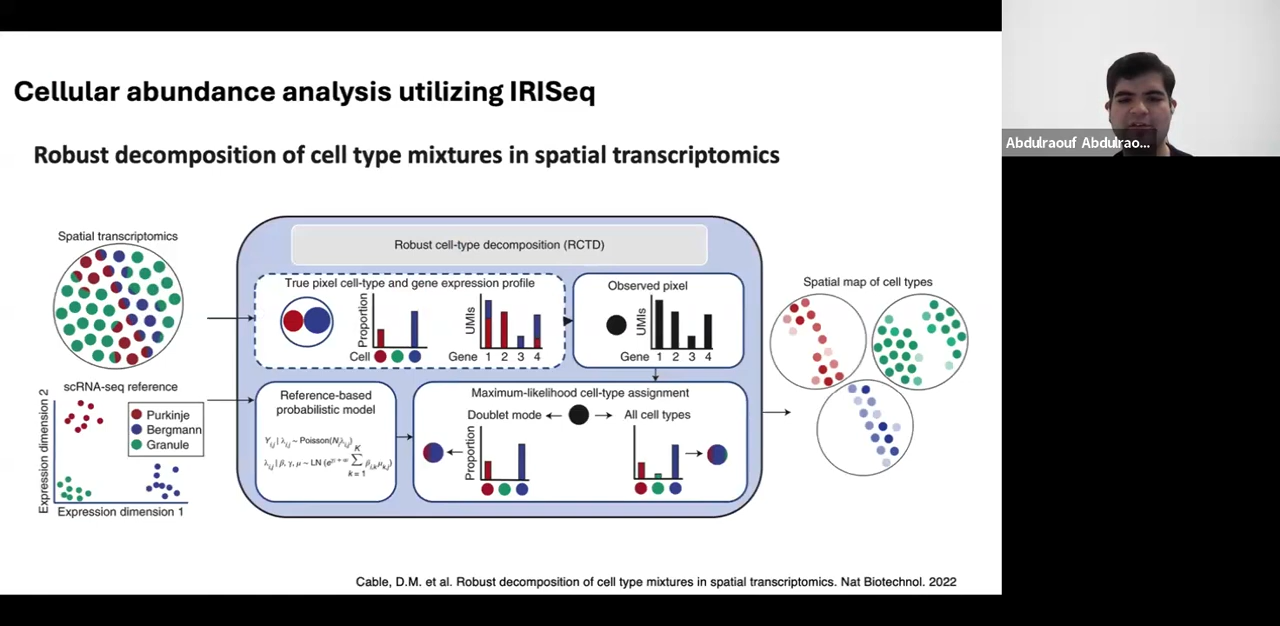 Cellular abundance analysis utilizing IRISeq
Robust decomposition of cell type mixtures in spatial transcriptomics
Abdulraouf Abdulrao...
Spatial transcriptomics
scRNA-seq reference
Expression dimension 2
Purkinje
Bergmann
Granule
Expression dimension 1
Robust cell-type decomposition (RCTD)
True pixel cell-type and gene expression profile
Proportion
Cell
UMIs
Gene 1 2 3 4
Observed pixel
UMIs
Gene 1 2 3 4
Reference-based
probabilistic model
Maximum-likelihood cell-type assignment
Doublet mode ← → All cell types
Proportion
Spatial map of cell types
Cable, D.M. et al. Robust decomposition of cell type mixtures in spatial transcriptomics. Nat Biotechnol. 2022